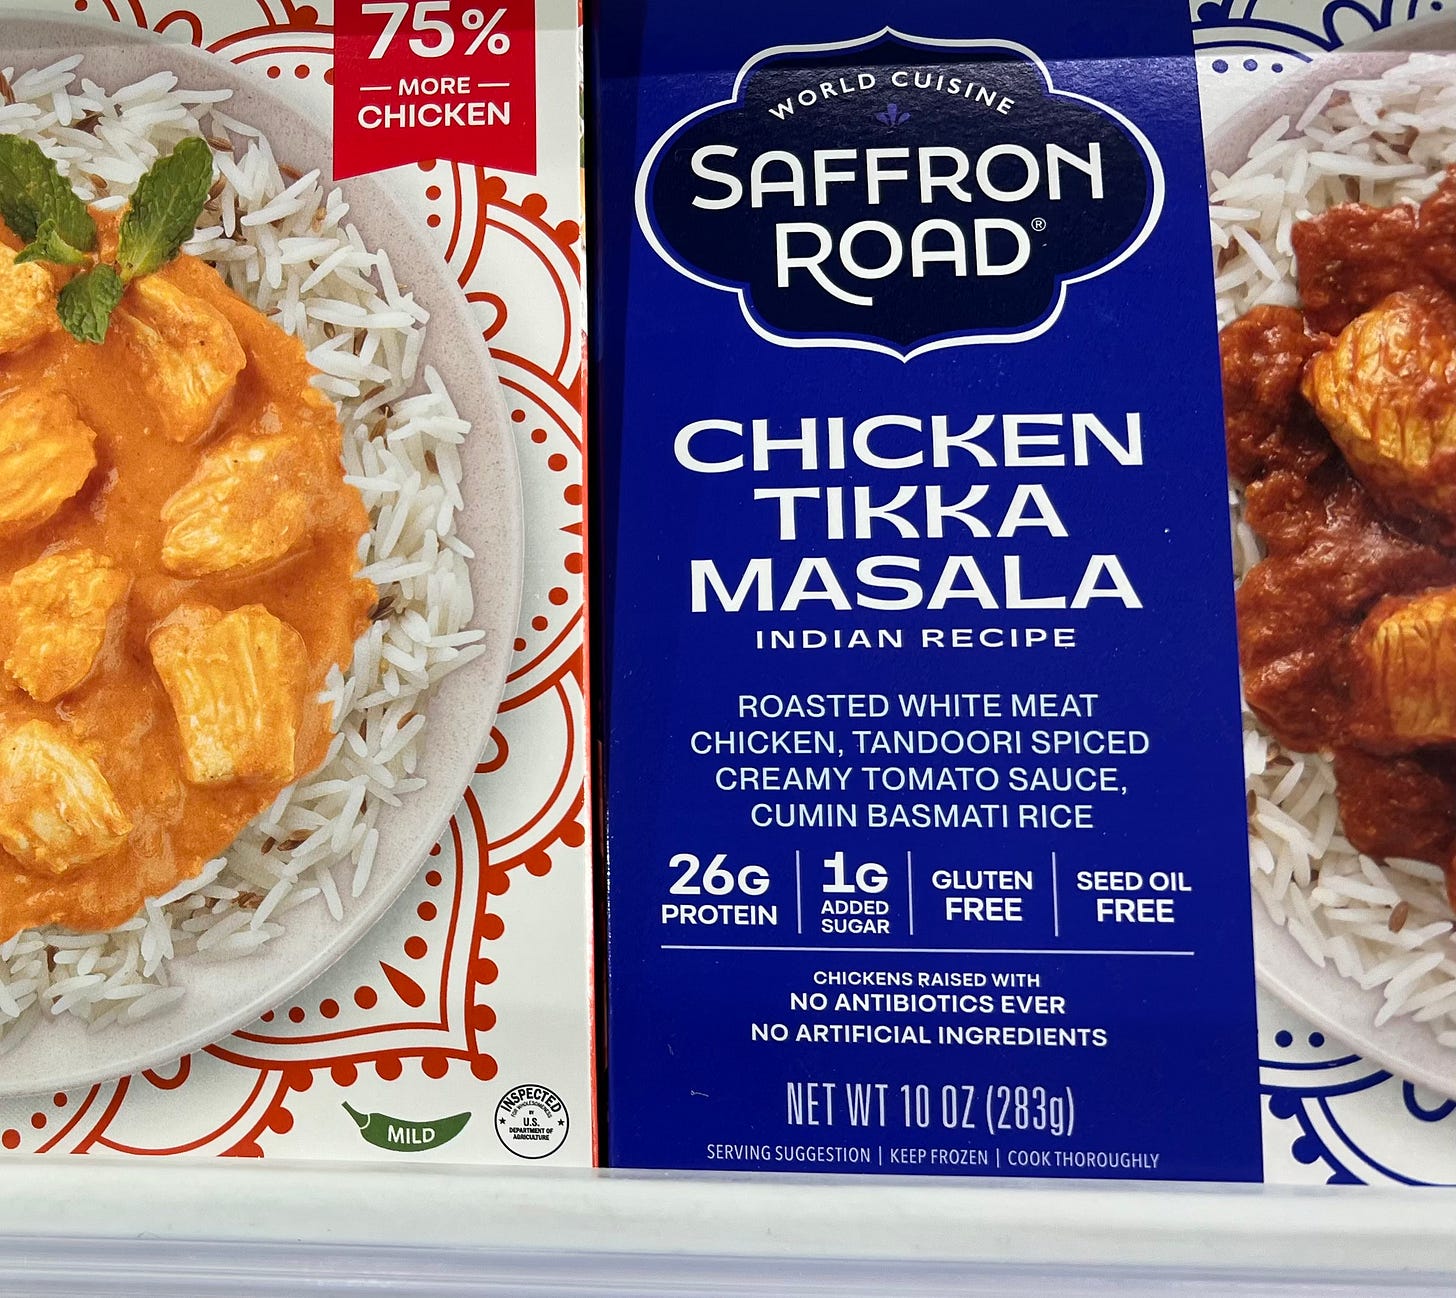 75%
MORE
CHICKEN
MILD
INSPECTED
FOR WHOLESOMENESS
BY
U.S.
DEPARTMENT OF
AGRICULTURE
WORLD CUISINE
SAFFRON
ROAD®
CHICKEN
TIKKA
MASALA
INDIAN RECIPE
ROASTED WHITE MEAT
CHICKEN, TANDOORI SPICED
CREAMY TOMATO SAUCE,
CUMIN BASMATI RICE
26G
PROTEIN
1G
ADDED
SUGAR
GLUTEN
FREE
SEED OIL
FREE
CHICKENS RAISED WITH
NO ANTIBIOTICS EVER
NO ARTIFICIAL INGREDIENTS
NET WT 10 OZ (283g)
SERVING SUGGESTION | KEEP FROZEN | COOK THOROUGHLY